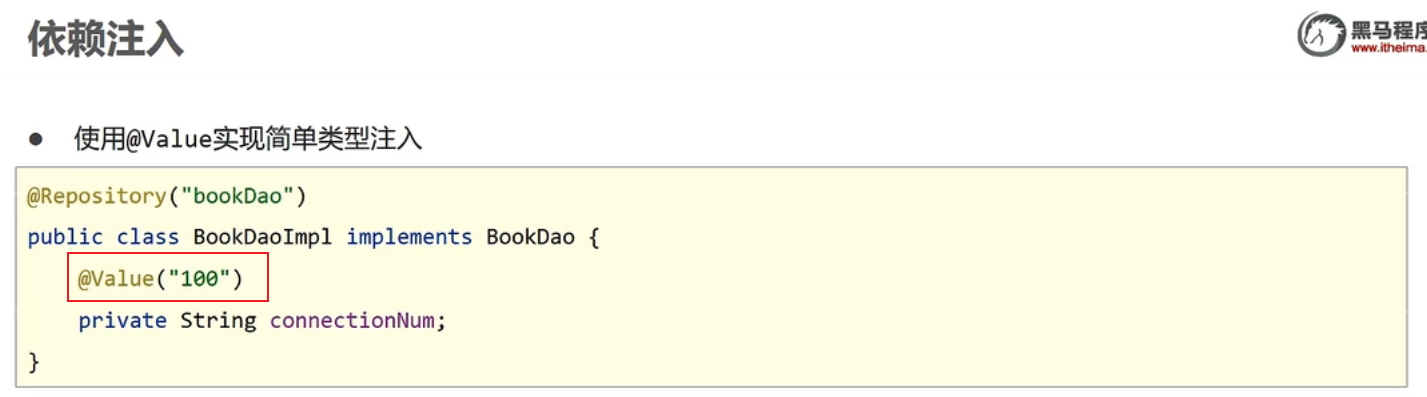 依赖注入
黑马程序
www.itheima.
● 使用@Value实现简单类型注入
@Repository("bookDao")
public class BookDaoImpl implements BookDao {
@Value("100")
private String connectionNum;
}